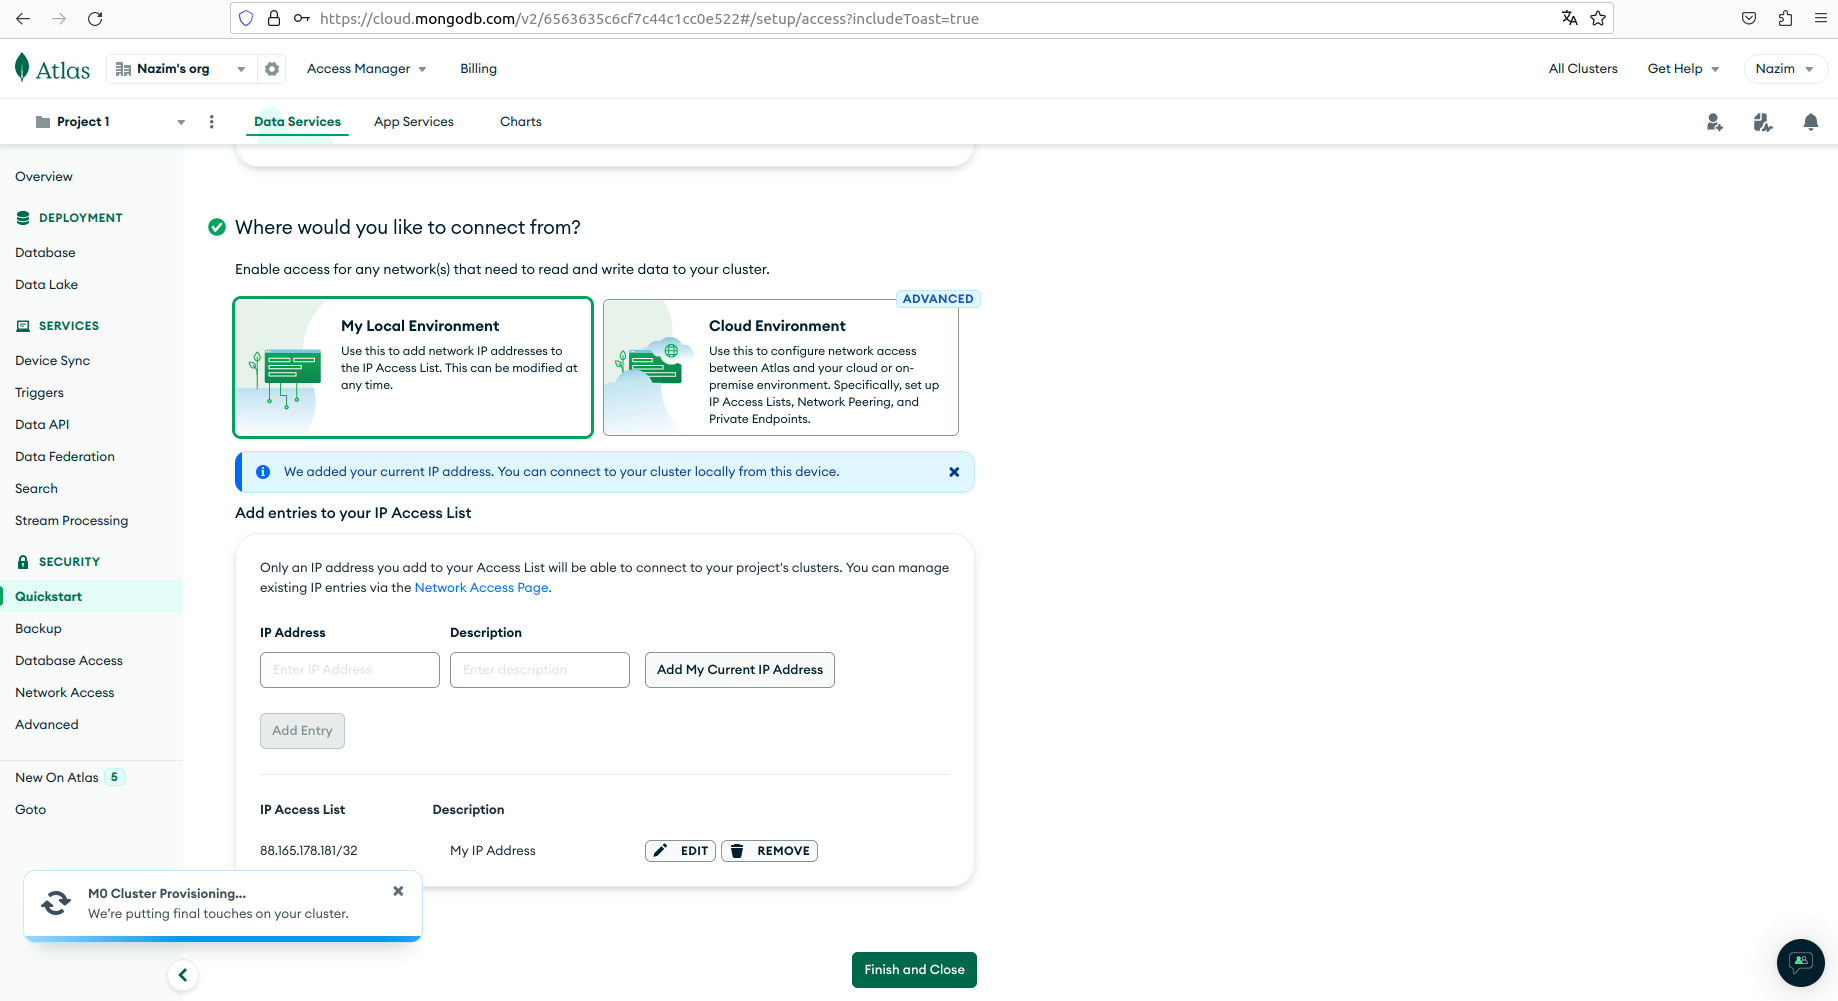 https://cloud.mongodb.com/v2/6563635c6cf7c44c1cc0e522#/setup/access?includeToast=true
Atlas
Nazim's org
Access Manager
Billing
All Clusters
Get Help
Nazim
Project 1
Data Services
App Services
Charts
Overview
DEPLOYMENT
Database
Data Lake
SERVICES
Device Sync
Triggers
Data API
Data Federation
Search
Stream Processing
SECURITY
Quickstart
Backup
Database Access
Network Access
Advanced
New On Atlas 5
Goto
Where would you like to connect from?
Enable access for any network(s) that need to read and write data to your cluster.
My Local Environment
Use this to add network IP addresses to
the IP Access List. This can be modified at
any time.
ADVANCED
Cloud Environment
Use this to configure network access
between Atlas and your cloud or on-
premise environment. Specifically, set up
IP Access Lists, Network Peering, and
Private Endpoints.
We added your current IP address. You can connect to your cluster locally from this device.
Add entries to your IP Access List
Only an IP address you add to your Access List will be able to connect to your project's clusters. You can manage
existing IP entries via the Network Access Page.
IP Address
Description
Enter IP Address
Enter description
Add My Current IP Address
Add Entry
IP Access List
Description
88.165.178.181/32
My IP Address
EDIT
REMOVE
M0 Cluster Provisioning...
We're putting final touches on your cluster.
Finish and Close